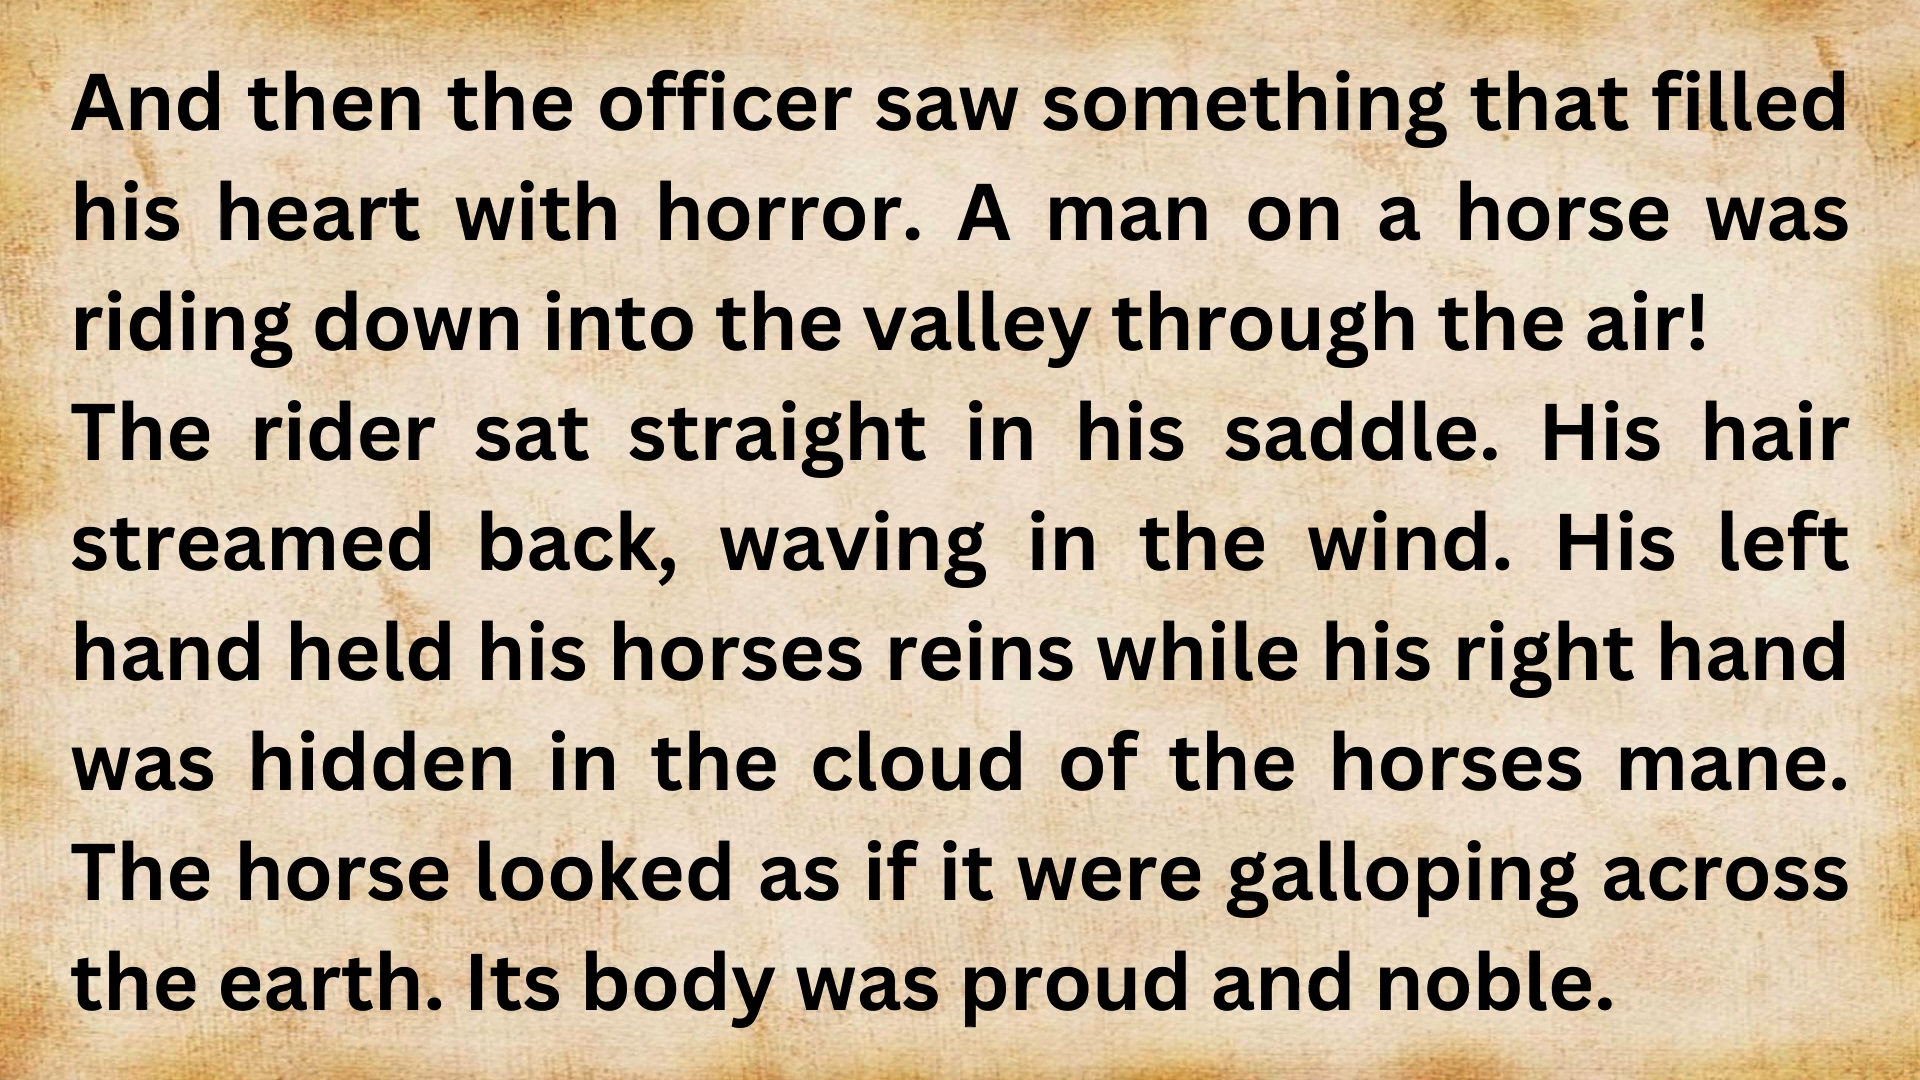 And then the officer saw something that filled
his heart with horror. A man on a horse was
riding down into the valley through the air!
The rider sat straight in his saddle. His hair
streamed back, waving in the wind. His left
hand held his horses reins while his right hand
was hidden in the cloud of the horses mane.
The horse looked as if it were galloping across
the earth. Its body was proud and noble.